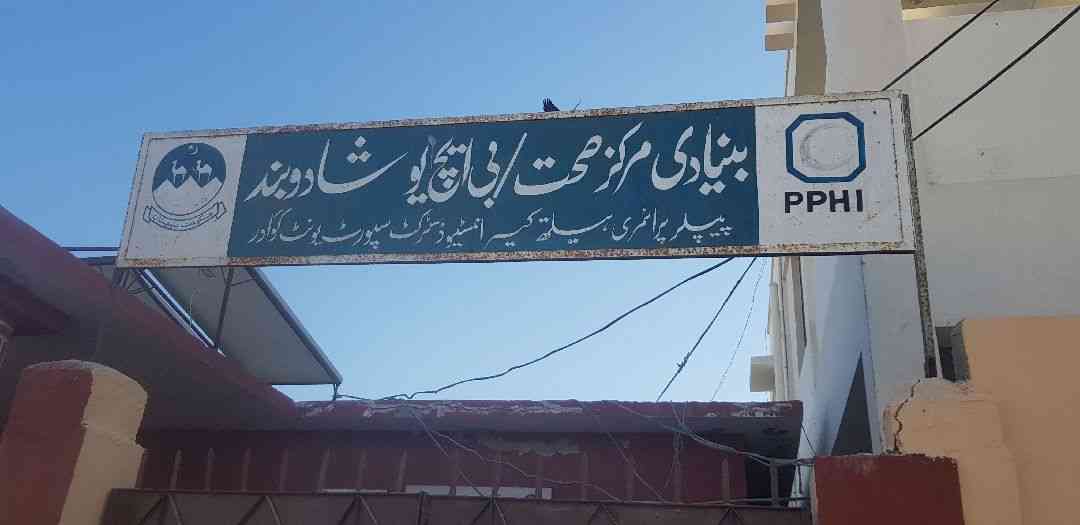 بنیادی مرکز صحت / بی ایچ یو شادو بند
پیپلز پرائمری ہیلتھ کیئر انیشیٹو ڈسٹرکٹ سپورٹ یونٹ گوادر
PPHI